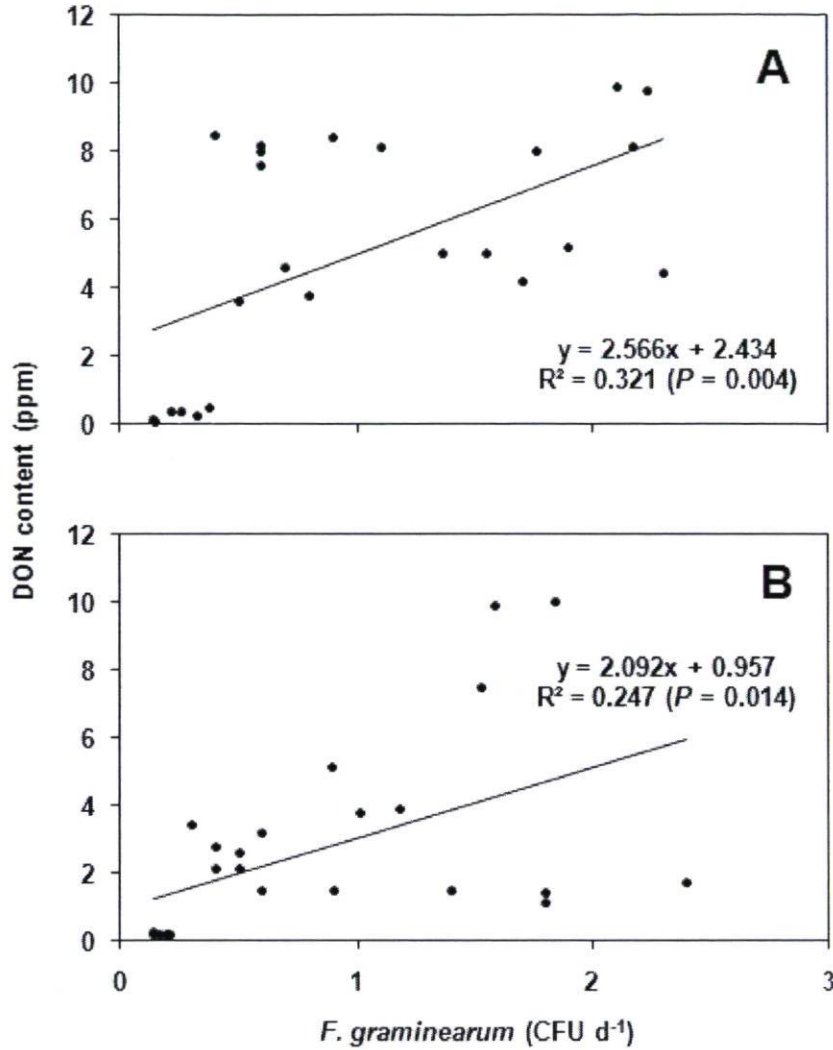 12
10
8
6
4
2
0
A
y = 2.566x + 2.434
R² = 0.321 (P = 0.004)
DON content (ppm)
12
10
8
6
4
2
0
B
y = 2.092x + 0.957
R² = 0.247 (P = 0.014)
0 1 2 3
F. graminearum (CFU d⁻¹)